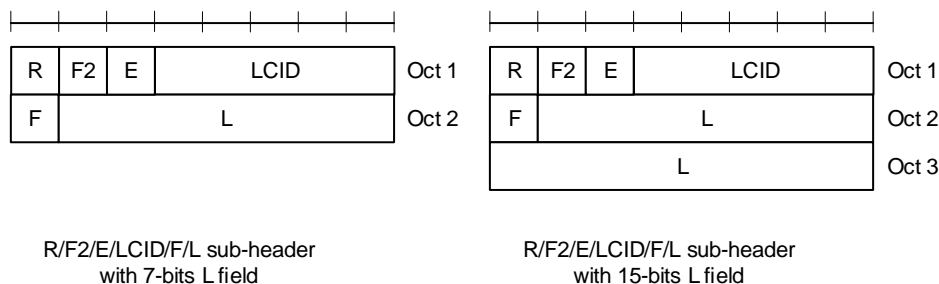 R F2 E LCID Oct 1
F L Oct 2
R/F2/E/LCID/F/L sub-header
with 7-bits L field
R F2 E LCID Oct 1
F L Oct 2
L Oct 3
R/F2/E/LCID/F/L sub-header
with 15-bits L field